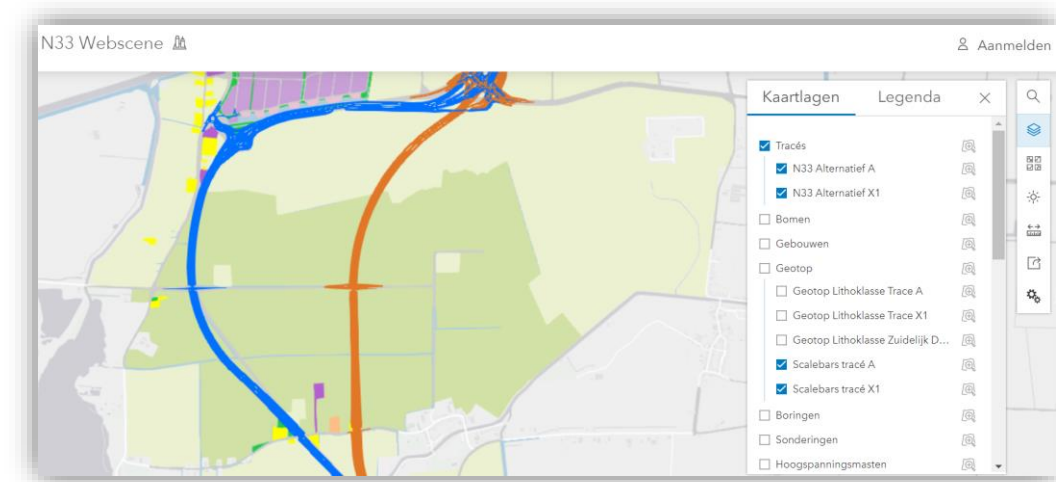 N33 Webscene
Aanmelden
Kaartlagen
Legenda
Tracés
N33 Alternatief A
N33 Alternatief X1
Bomen
Gebouwen
Geotop
Geotop Lithoklasse Trace A
Geotop Lithoklasse Trace X1
Geotop Lithoklasse Zuidelijk D...
Scalebars tracé A
Scalebars tracé X1
Boringen
Sonderingen
Hoogspanningsmasten